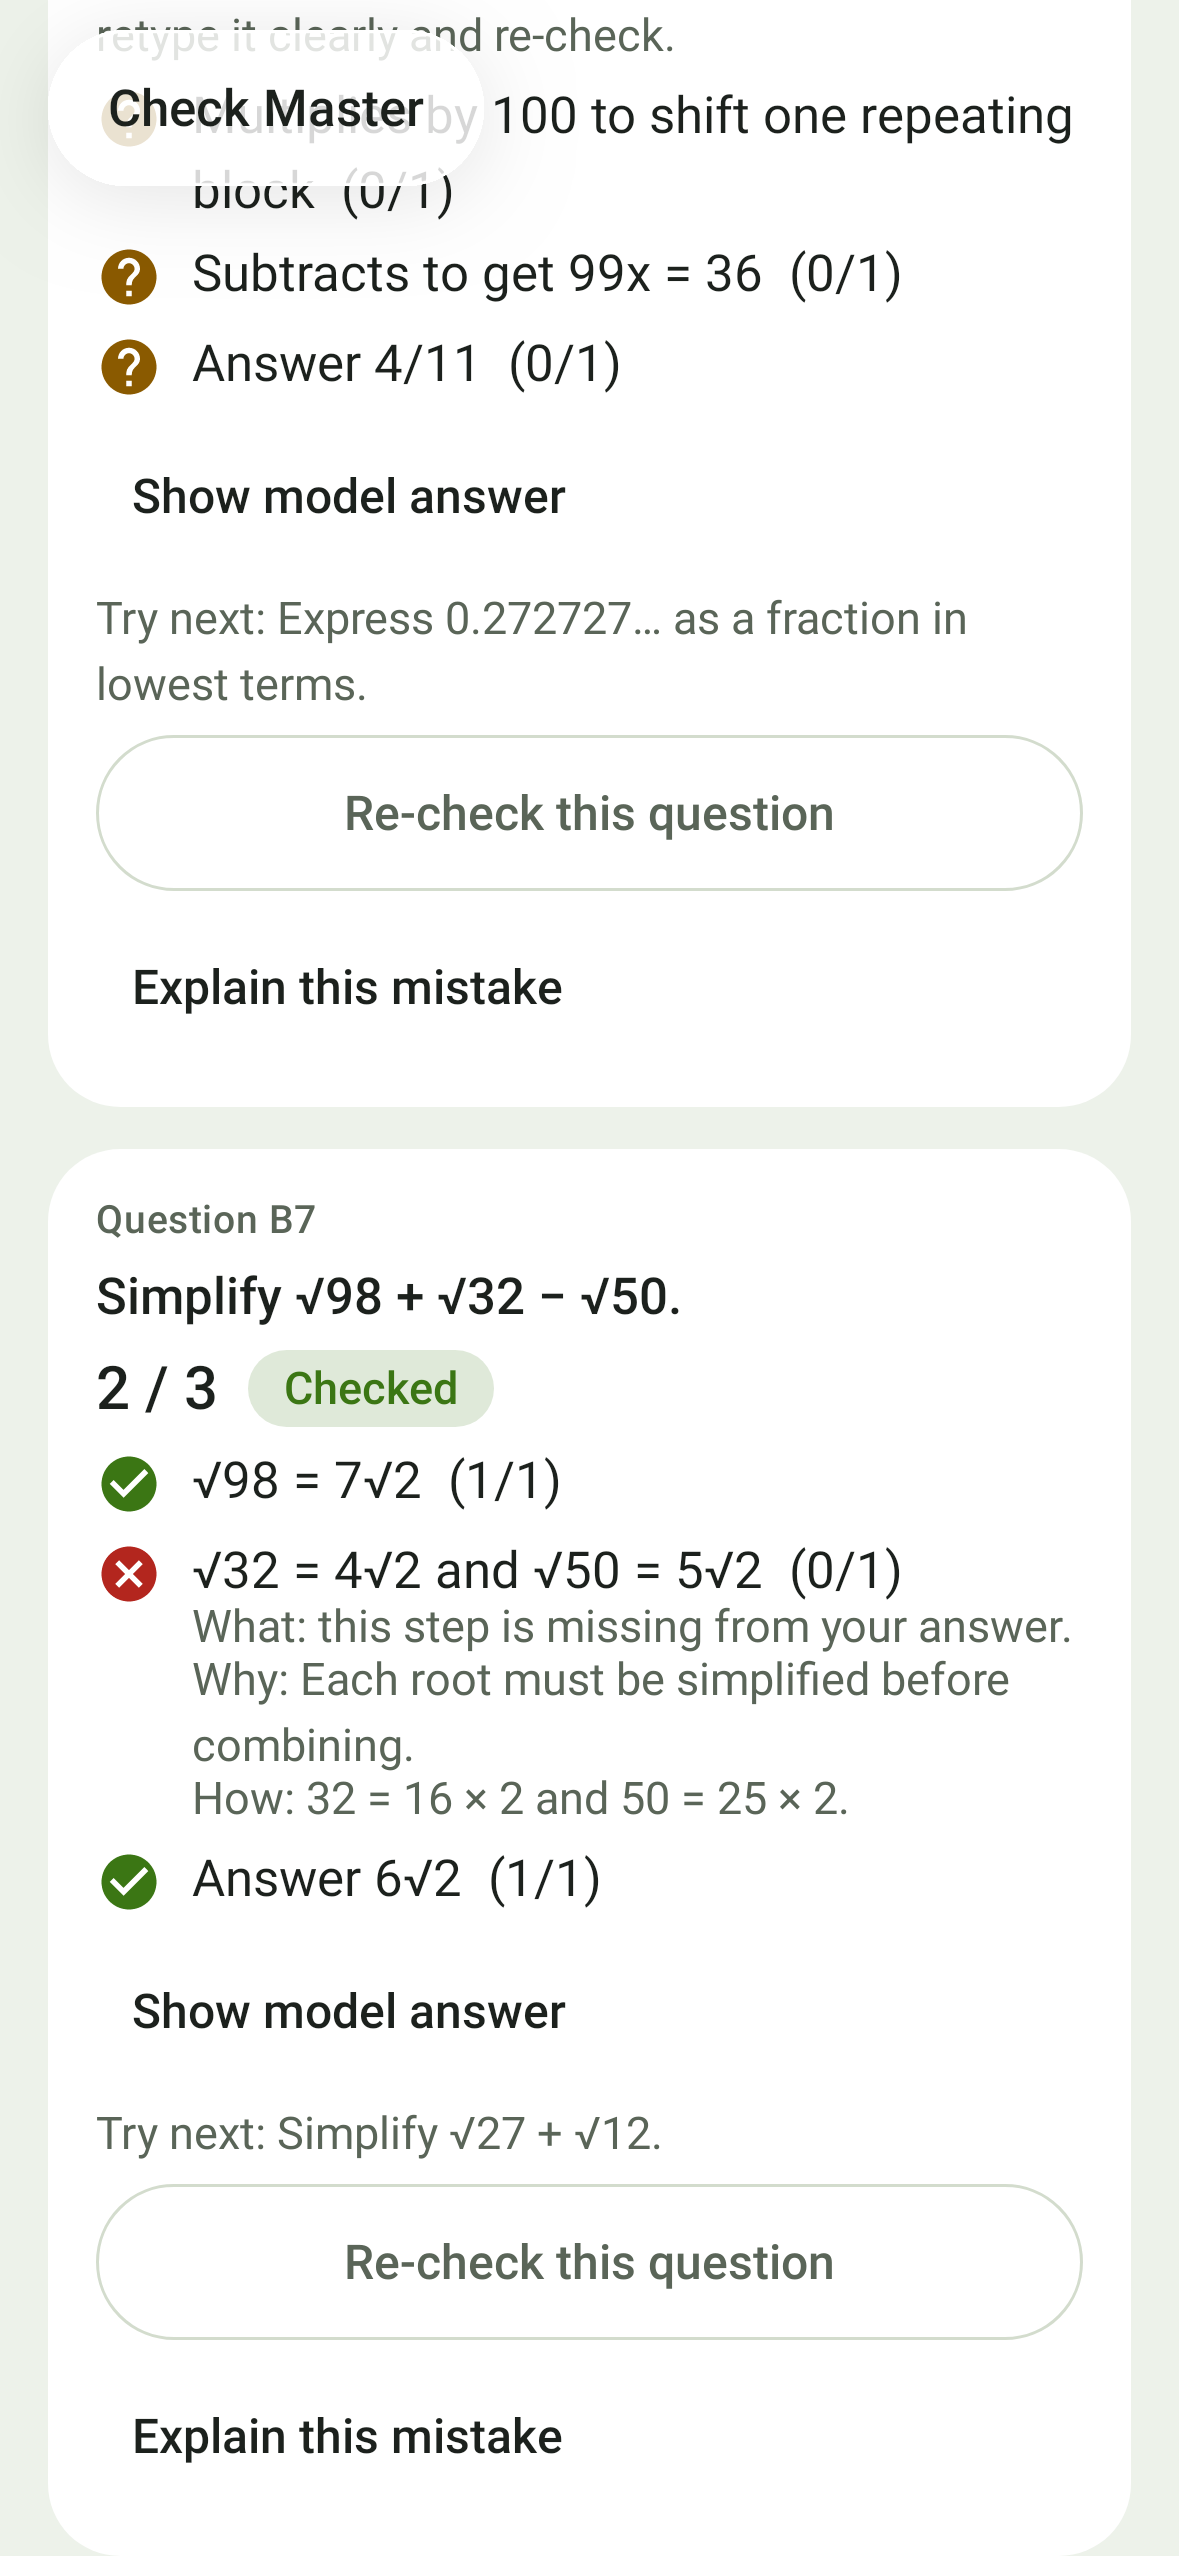 retype it clearly and re-check.
Check Master
Multiplies by 100 to shift one repeating
block (0/1)
Subtracts to get 99x = 36 (0/1)
Answer 4/11 (0/1)
Show model answer
Try next: Express 0.272727… as a fraction in
lowest terms.
Re-check this question
Explain this mistake
Question B7
Simplify √98 + √32 − √50.
2 / 3 Checked
√98 = 7√2 (1/1)
√32 = 4√2 and √50 = 5√2 (0/1)
What: this step is missing from your answer.
Why: Each root must be simplified before
combining.
How: 32 = 16 × 2 and 50 = 25 × 2.
Answer 6√2 (1/1)
Show model answer
Try next: Simplify √27 + √12.
Re-check this question
Explain this mistake